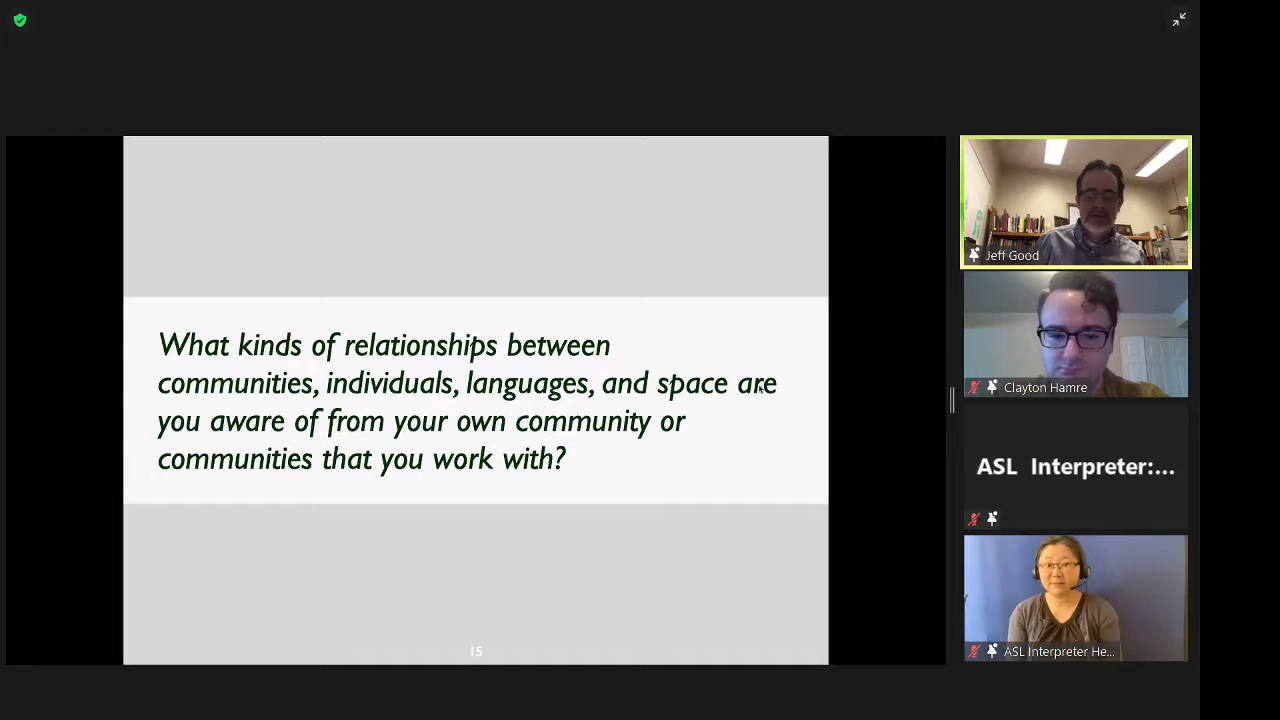 What kinds of relationships between
communities, individuals, languages, and space are
you aware of from your own community or
communities that you work with?
15
Jeff Good
Clayton Hamre
ASL Interpreter:...
ASL Interpreter He...